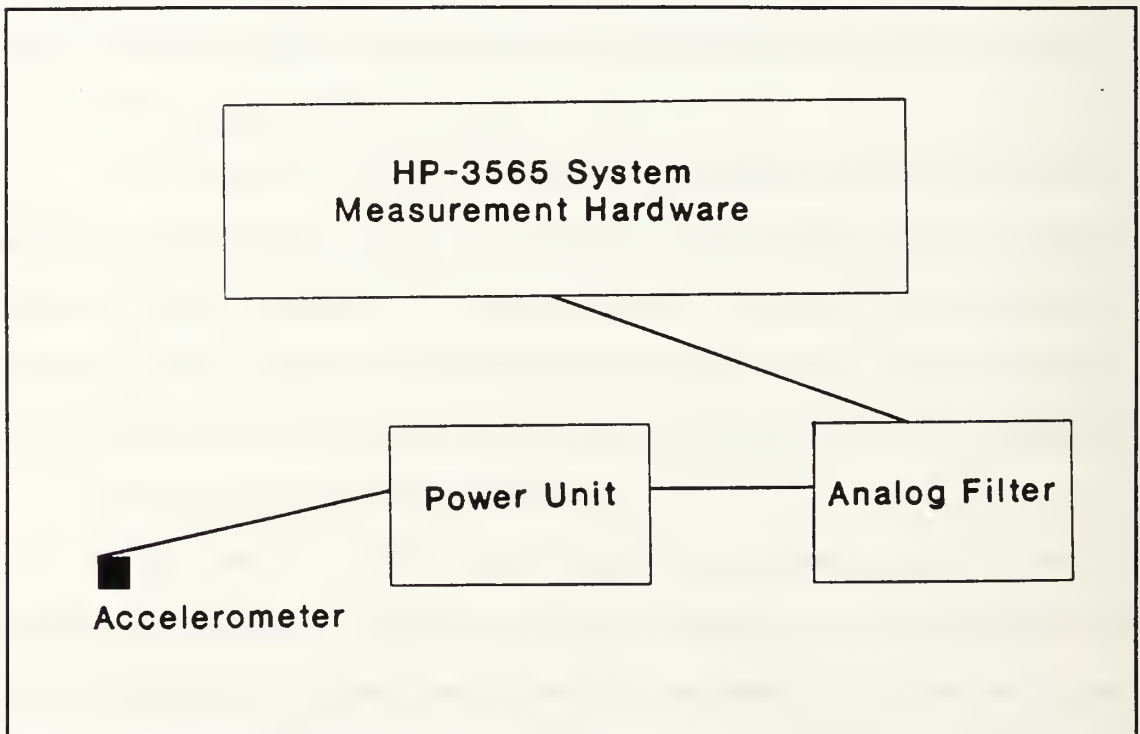 HP-3565 System
Measurement Hardware
Power Unit
Analog Filter
Accelerometer